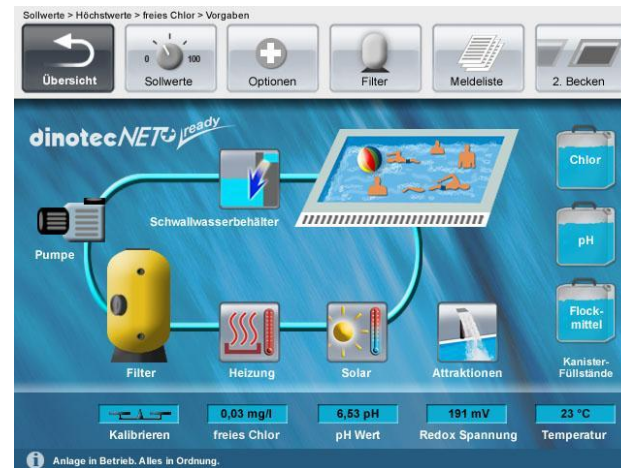 Sollwerte > Höchstwerte > freies Chlor > Vorgaben
Übersicht
0 100
Sollwerte
Optionen
Filter
Meldeliste
2. Becken
dinotecNET ready
Chlor
Schwallwasserbehälter
pH
Pumpe
Flock-
mittel
Filter
Heizung
Solar
Attraktionen
Kanister-
Füllstände
0,03 mg/l
6,53 pH
191 mV
23 °C
Kalibrieren
freies Chlor
pH Wert
Redox Spannung
Temperatur
Anlage in Betrieb. Alles in Ordnung.